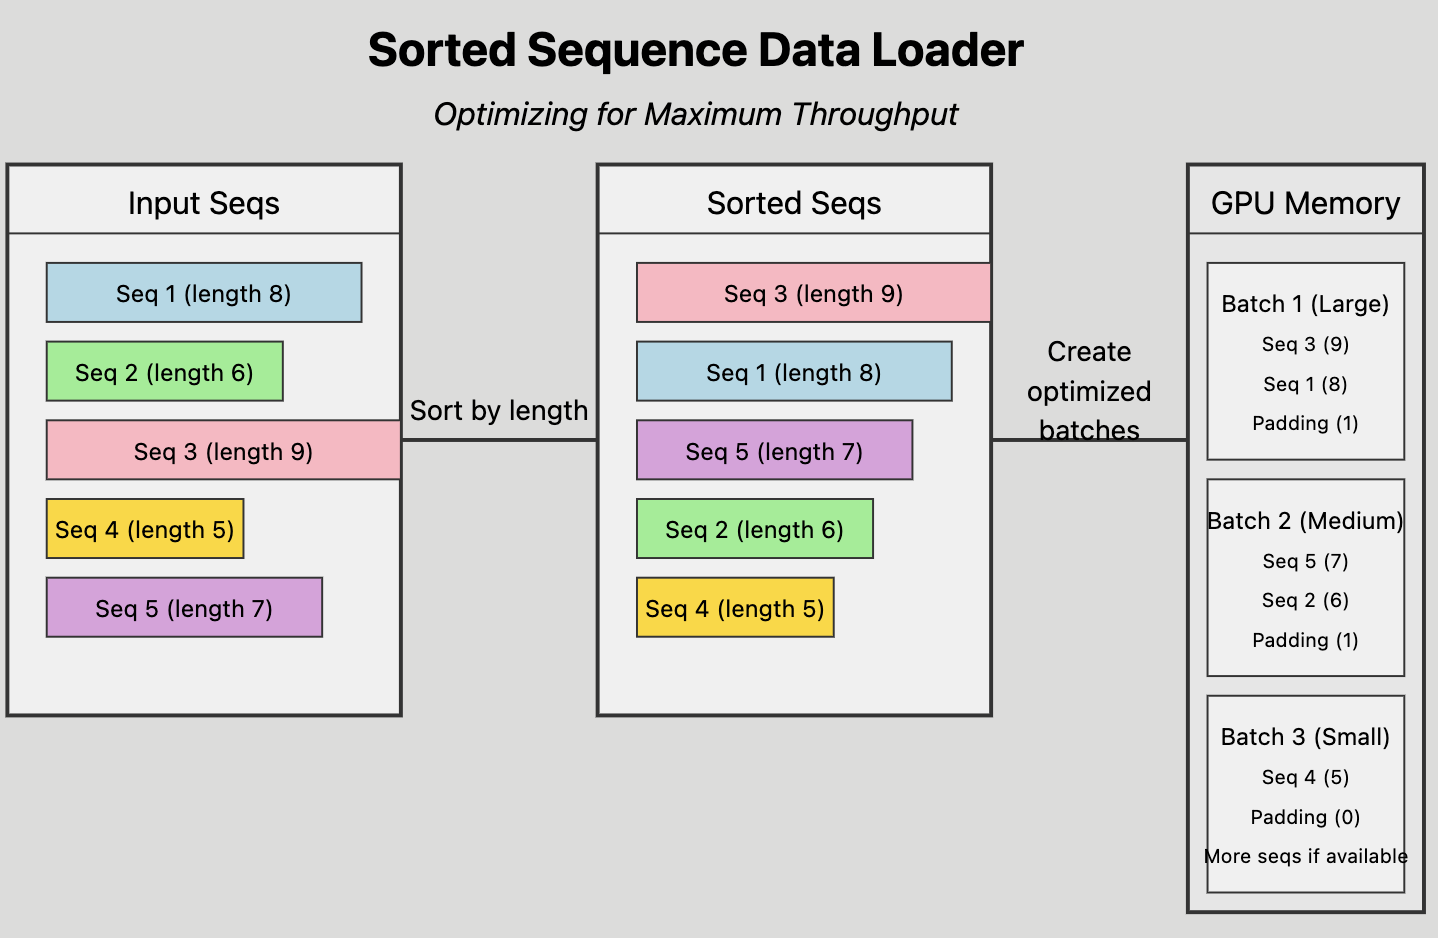 Sorted Sequence Data Loader
Optimizing for Maximum Throughput
Input Seqs
Seq 1 (length 8)
Seq 2 (length 6)
Seq 3 (length 9)
Seq 4 (length 5)
Seq 5 (length 7)
Sort by length
Sorted Seqs
Seq 3 (length 9)
Seq 1 (length 8)
Seq 5 (length 7)
Seq 2 (length 6)
Seq 4 (length 5)
Create
optimized
batches
GPU Memory
Batch 1 (Large)
Seq 3 (9)
Seq 1 (8)
Padding (1)
Batch 2 (Medium)
Seq 5 (7)
Seq 2 (6)
Padding (1)
Batch 3 (Small)
Seq 4 (5)
Padding (0)
More seqs if available